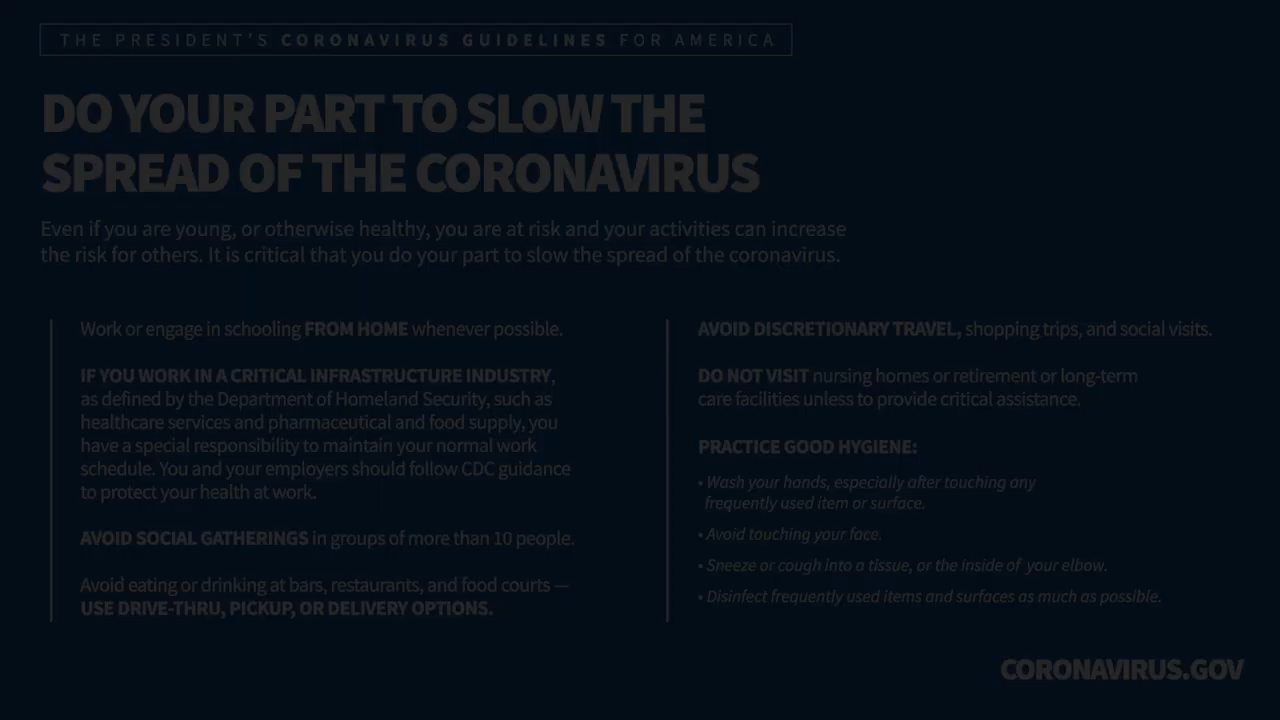 THE PRESIDENT'S CORONAVIRUS GUIDELINES FOR AMERICA
DO YOUR PART TO SLOW THE
SPREAD OF THE CORONAVIRUS
Even if you are young, or otherwise healthy, you are at risk and your activities can increase
the risk for others. It is critical that you do your part to slow the spread of the coronavirus.
Work or engage in schooling FROM HOME whenever possible.
IF YOU WORK IN A CRITICAL INFRASTRUCTURE INDUSTRY,
as defined by the Department of Homeland Security, such as
healthcare services and pharmaceutical and food supply, you
have a special responsibility to maintain your normal work
schedule. You and your employers should follow CDC guidance
to protect your health at work.
AVOID SOCIAL GATHERINGS in groups of more than 10 people.
Avoid eating or drinking at bars, restaurants, and food courts —
USE DRIVE-THRU, PICKUP, OR DELIVERY OPTIONS.
AVOID DISCRETIONARY TRAVEL, shopping trips, and social visits.
DO NOT VISIT nursing homes or retirement or long-term
care facilities unless to provide critical assistance.
PRACTICE GOOD HYGIENE:
• Wash your hands, especially after touching any
frequently used item or surface.
• Avoid touching your face.
• Sneeze or cough into a tissue, or the inside of your elbow.
• Disinfect frequently used items and surfaces as much as possible.
CORONAVIRUS.GOV